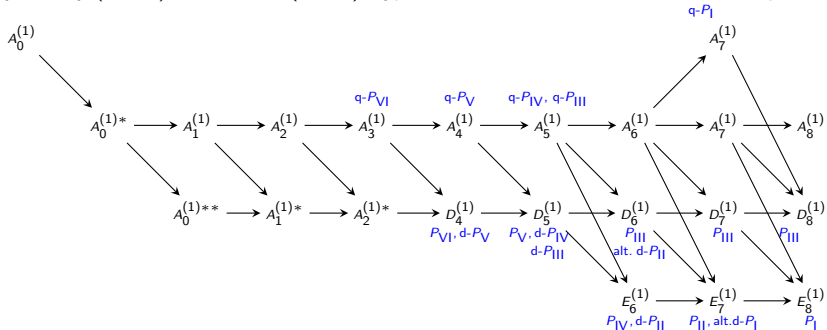 q-P_I
A_0^{(1)} A_7^{(1)}
q-P_VI q-P_V q-P_IV, q-P_III
A_0^{(1)*} A_1^{(1)} A_2^{(1)} A_3^{(1)} A_4^{(1)} A_5^{(1)} A_6^{(1)} A_7^{(1)} A_8^{(1)}
A_0^{(1)**} A_1^{(1)*} A_2^{(1)*} D_4^{(1)} D_5^{(1)} D_6^{(1)} D_7^{(1)} D_8^{(1)}
P_VI, d-P_V P_V, d-P_IV P_III P_III P_III
d-P_III alt. d-P_II
E_6^{(1)} E_7^{(1)} E_8^{(1)}
P_IV, d-P_II P_II, alt.d-P_I P_I